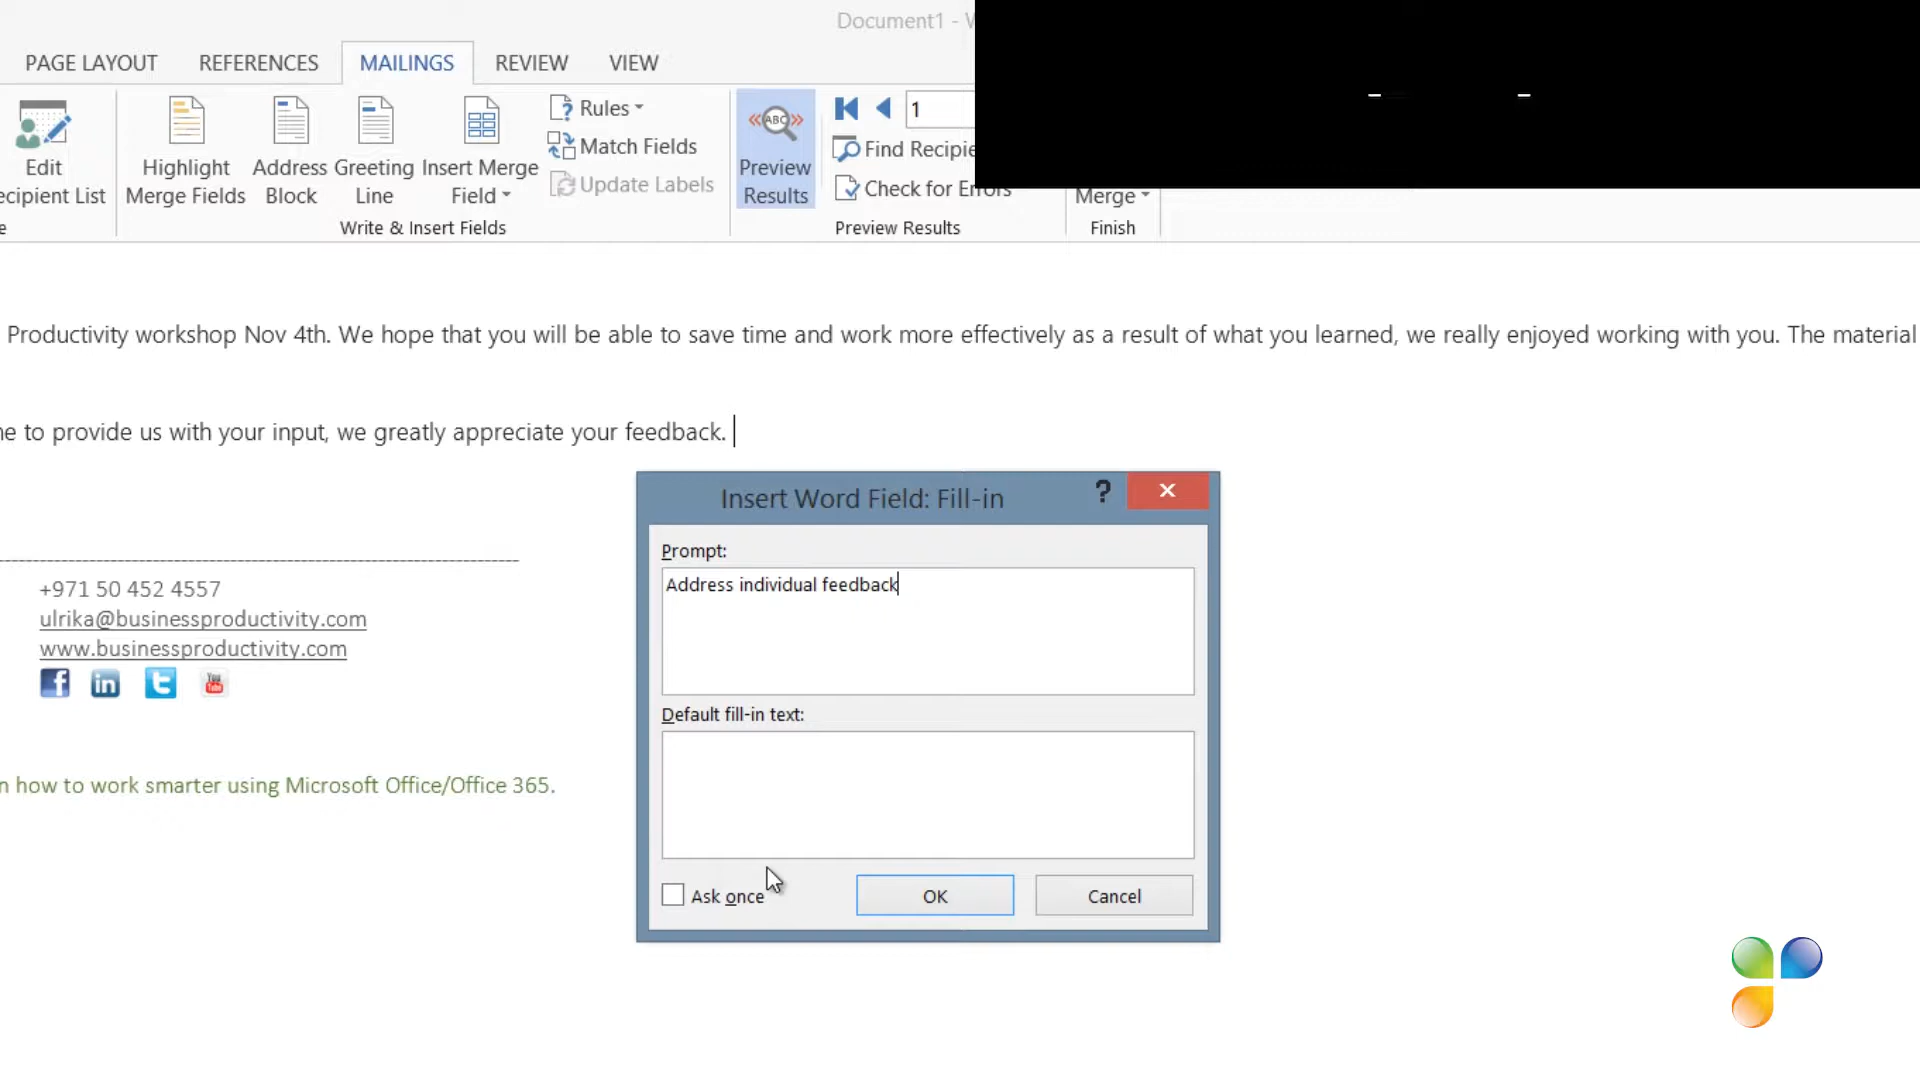 Document1 -
PAGE LAYOUT REFERENCES MAILINGS REVIEW VIEW
Edit
ecipient List
Highlight
Merge Fields
Address
Block
Greeting
Line
Insert Merge
Field
Rules
Match Fields
Update Labels
Write & Insert Fields
ABC
Preview
Results
1
Find Recipie
Check for Errors
Preview Results
Merge
Finish
Productivity workshop Nov 4th. We hope that you will be able to save time and work more effectively as a result of what you learned, we really enjoyed working with you. The material
ne to provide us with your input, we greatly appreciate your feedback.
Insert Word Field: Fill-in
?
Prompt:
Address individual feedback
Default fill-in text:
Ask once
OK
Cancel
+971 50 452 4557
ulrika@businessproductivity.com
www.businessproductivity.com
f in t You Tube
n how to work smarter using Microsoft Office/Office 365.